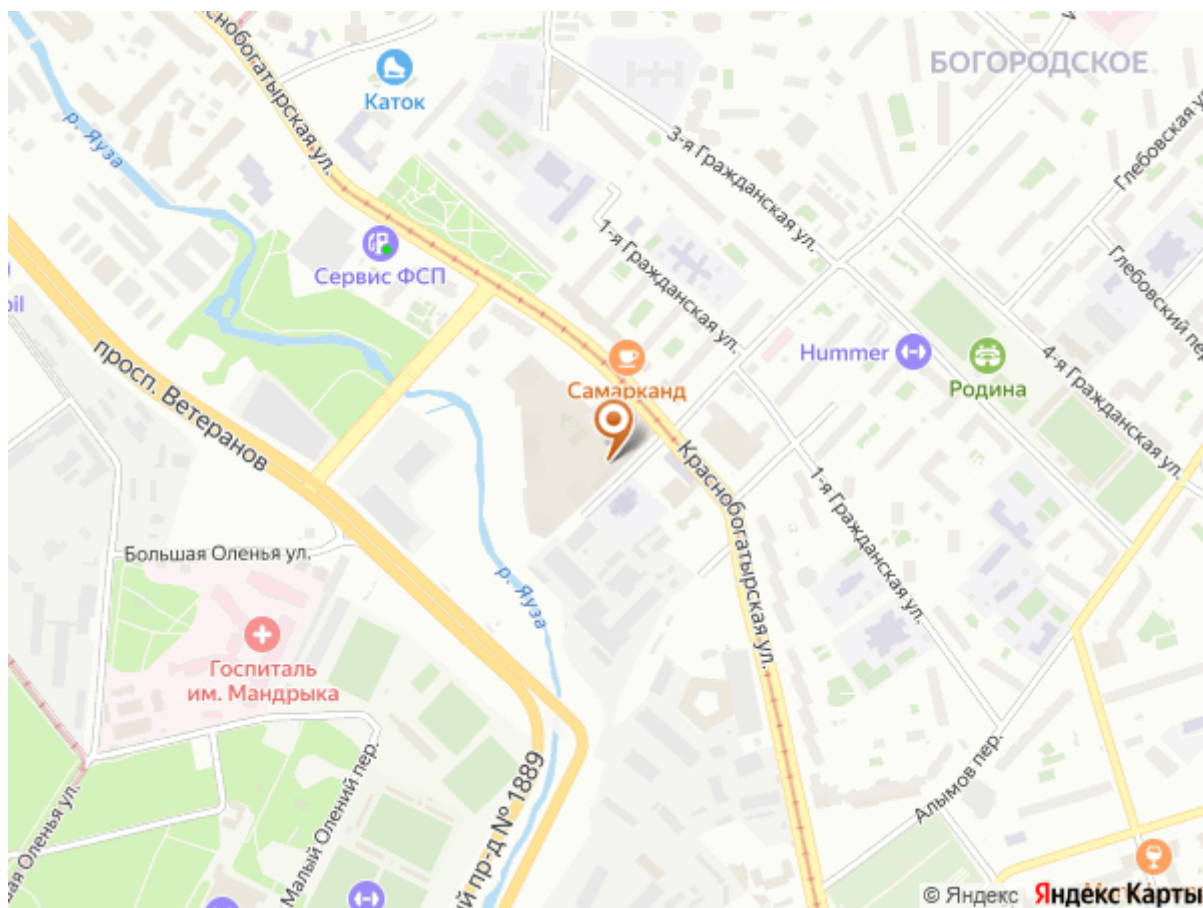 Краснобогатырская ул.
БОГОРОДСКОЕ
Каток
р. Яуза
3-я Гражданская ул.
Глебовская
1-я Гражданская ул.
Сервис ФСП
Глебовский пер.
oil
Hummer
Родина
4-я Гражданская ул.
просп. Ветеранов
Самарканд
Краснобогатырская ул.
1-я Гражданская ул.
Большая Оленья ул.
р. Яуза
Госпиталь
им. Мандрыка
Малый Олений пер.
пр-д № 1889
Алымов пер.
Оленья ул.
© Яндекс Яндекс Карты